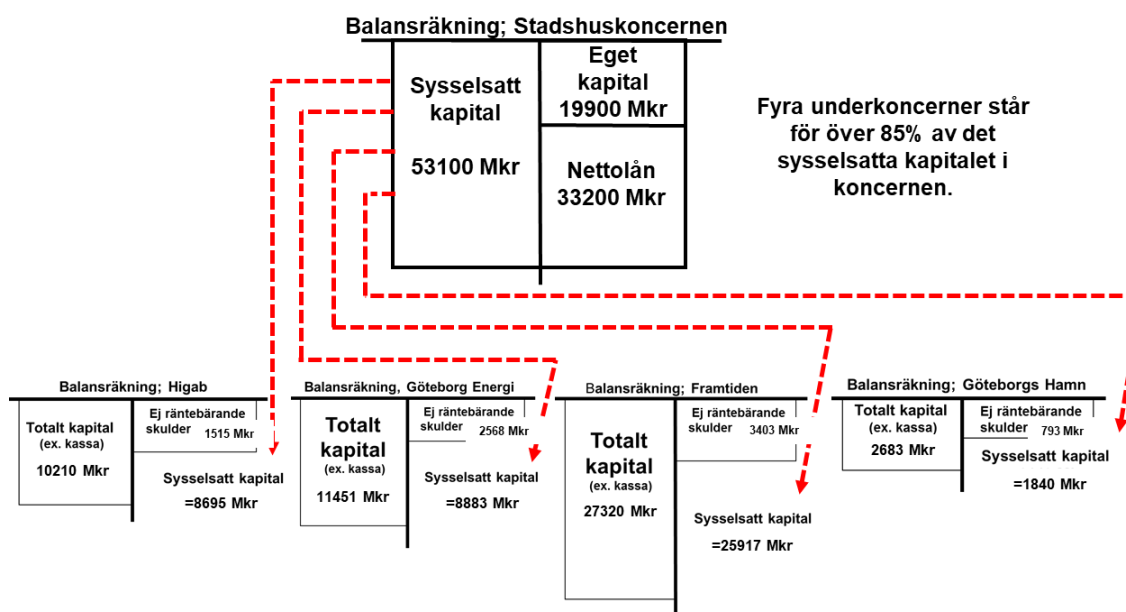 Balansräkning; Stadshuskoncernen
Sysselsatt
kapital
53100 Mkr
Eget
kapital
19900 Mkr
Nettolån
33200 Mkr
Fyra underkoncerner står
för över 85% av det
sysselsatta kapitalet i
koncernen.
Balansräkning; Higab
Totalt kapital
(ex. kassa)
10210 Mkr
Ej räntebärande
skulder 1515 Mkr
Sysselsatt kapital
=8695 Mkr
Balansräkning, Göteborg Energi
Totalt
kapital
(ex. kassa)
11451 Mkr
Ej räntebärande
skulder 2568 Mkr
Sysselsatt kapital
=8883 Mkr
Balansräkning; Framtiden
Totalt
kapital
(ex. kassa)
27320 Mkr
Ej räntebärande
skulder 3403 Mkr
Sysselsatt kapital
=25917 Mkr
Balansräkning; Göteborgs Hamn
Totalt kapital
(ex. kassa)
2683 Mkr
Ej räntebärande
skulder 793 Mkr
Sysselsatt kapital
=1840 Mkr